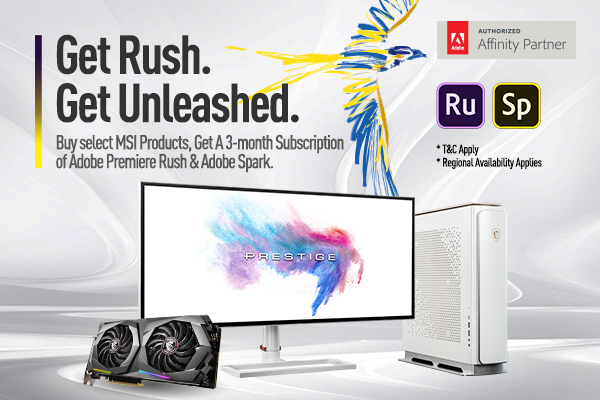 Get Rush.
Get Unleashed.
Buy select MSI Products, Get A 3-month Subscription
of Adobe Premiere Rush & Adobe Spark.
Adobe
AUTHORIZED
Affinity Partner
Ru
Sp
* T&C Apply
* Regional Availability Applies
PRESTIGE